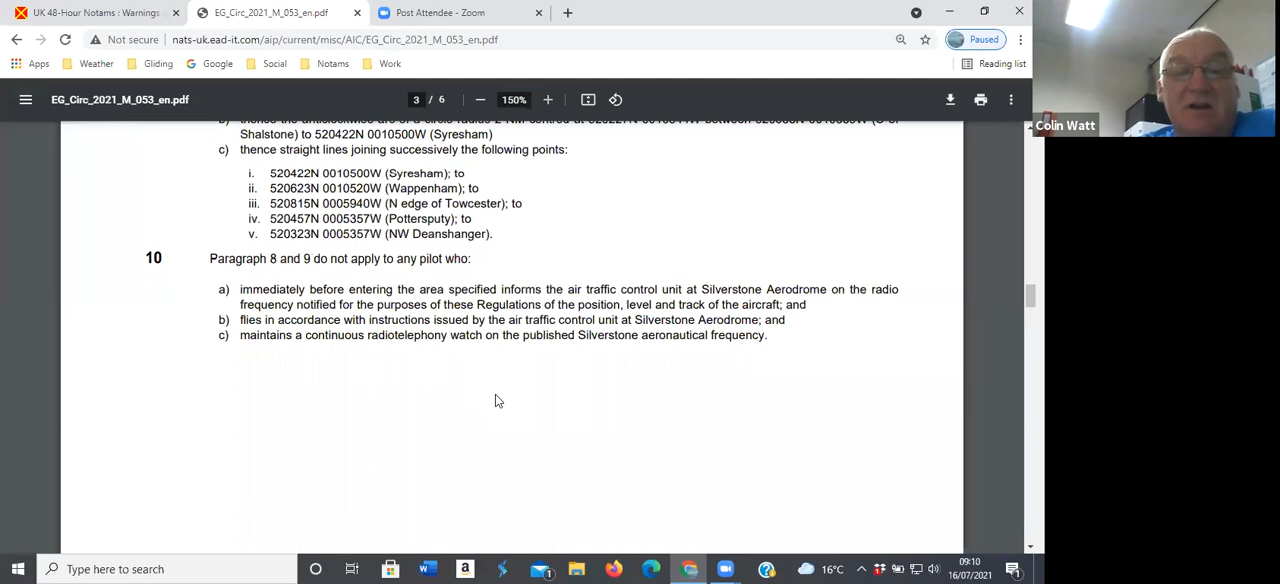 UK 48-Hour Notams : Warnings
EG_Circ_2021_M_053_en.pdf
Post Attendee - Zoom
Not secure
nats-uk.ead-it.com/aip/current/misc/AIC/EG_Circ_2021_M_053_en.pdf
Paused
Apps
Weather
Gliding
Google
Social
Notams
Work
Reading list
EG_Circ_2021_M_053_en.pdf
3 / 6
150%
Colin Watt
Shalstone) to 520422N 0010500W (Syresham)
c) thence straight lines joining successively the following points:
i. 520422N 0010500W (Syresham); to
ii. 520623N 0010520W (Wappenham); to
iii. 520815N 0005940W (N edge of Towcester); to
iv. 520457N 0005357W (Potterspury); to
v. 520323N 0005357W (NW Deanshanger).
10 Paragraph 8 and 9 do not apply to any pilot who:
a) immediately before entering the area specified informs the air traffic control unit at Silverstone Aerodrome on the radio
frequency notified for the purposes of these Regulations of the position, level and track of the aircraft; and
b) flies in accordance with instructions issued by the air traffic control unit at Silverstone Aerodrome; and
c) maintains a continuous radiotelephony watch on the published Silverstone aeronautical frequency.
Type here to search
16°C
09:10
16/07/2021